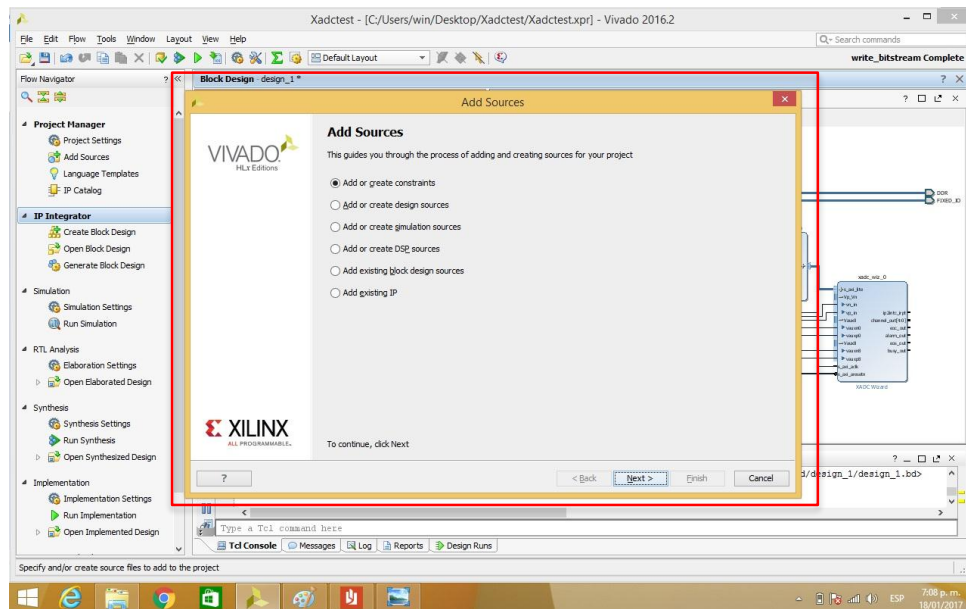 Xadctest - [C:/Users/win/Desktop/Xadctest/Xadctest.xpr] - Vivado 2016.2
File Edit Flow Tools Window Layout View Help
Q- Search commands
Default Layout
write_bitstream Complete
Flow Navigator ? «
Block Design - design_1 * ? ×
Project Manager
Project Settings
Add Sources
Language Templates
IP Catalog
IP Integrator
Create Block Design
Open Block Design
Generate Block Design
Simulation
Simulation Settings
Run Simulation
RTL Analysis
Elaboration Settings
Open Elaborated Design
Synthesis
Synthesis Settings
Run Synthesis
Open Synthesized Design
Implementation
Implementation Settings
Run Implementation
Open Implemented Design
Add Sources
VIVADO
HLx Editions
Add Sources
This guides you through the process of adding and creating sources for your project
Add or create constraints
Add or create design sources
Add or create simulation sources
Add or create DSP sources
Add existing block design sources
Add existing IP
XILINX
ALL PROGRAMMABLE.
To continue, click Next
? < Back Next > Finish Cancel
DDR
FIXED_IO
xadc_wiz_0
XADC Wizard
d/design_1/design_1.bd>
Type a Tcl command here
Tcl Console Messages Log Reports Design Runs
Specify and/or create source files to add to the project
ESP
7:08 p.m.
18/01/2017